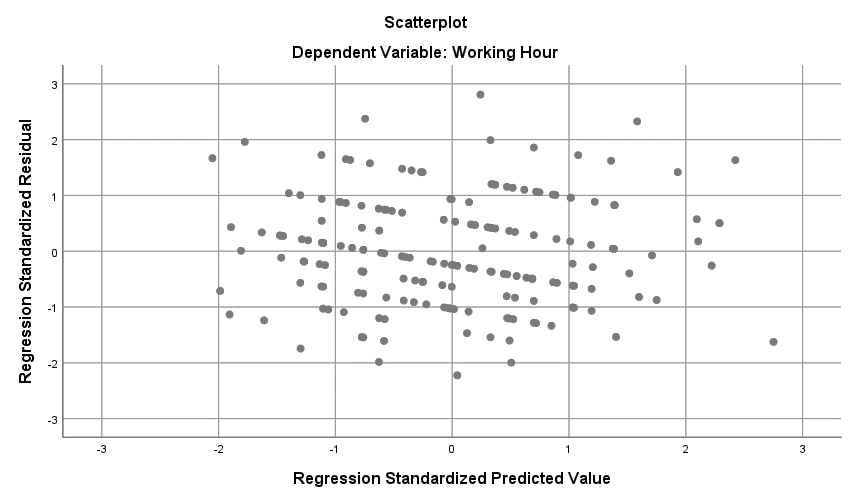 Scatterplot
Dependent Variable: Working Hour
Regression Standardized Residual
3
2
1
0
-1
-2
-3
-3 -2 -1 0 1 2 3
Regression Standardized Predicted Value